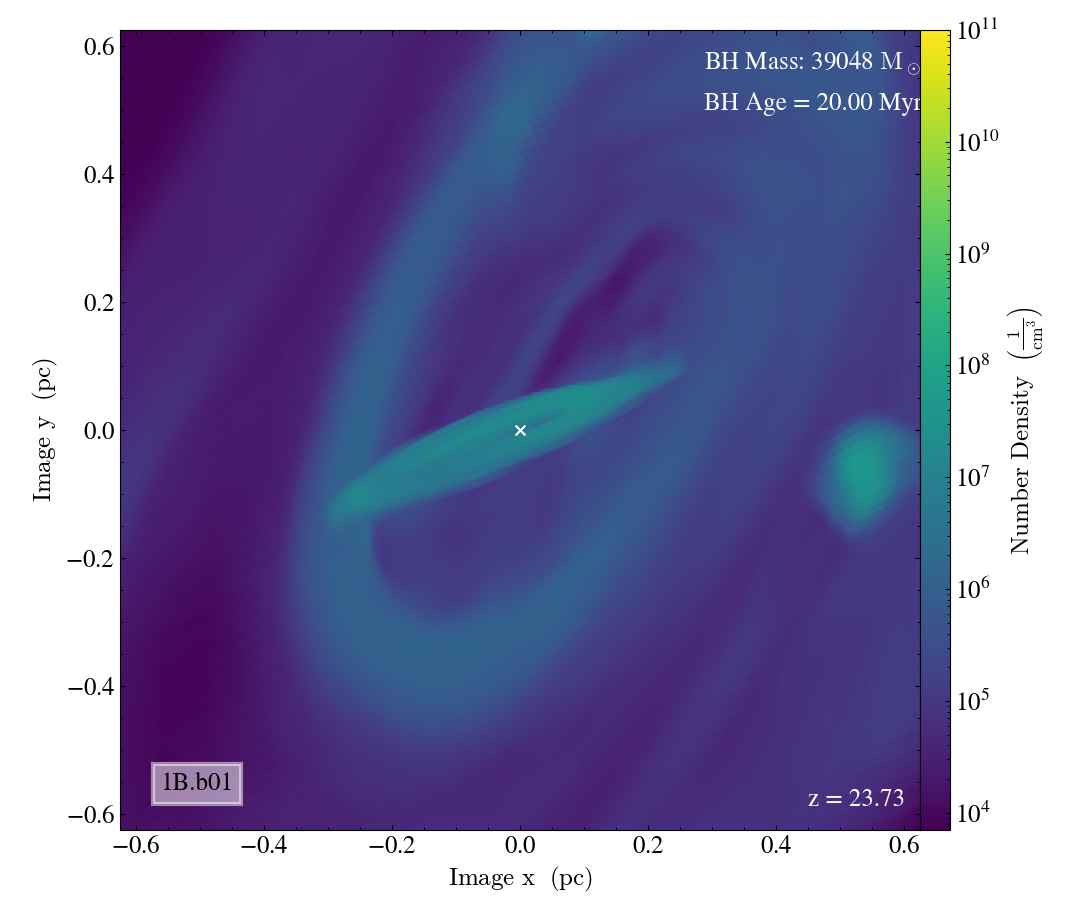 BH Mass: 39048 M☉
BH Age = 20.00 Myr
1B.b01
z = 23.73
0.6
0.4
0.2
0.0
−0.2
−0.4
−0.6
Image y (pc)
−0.6 −0.4 −0.2 0.0 0.2 0.4 0.6
Image x (pc)
10¹¹
10¹⁰
10⁹
10⁸
10⁷
10⁶
10⁵
10⁴
Number Density (1/cm³)